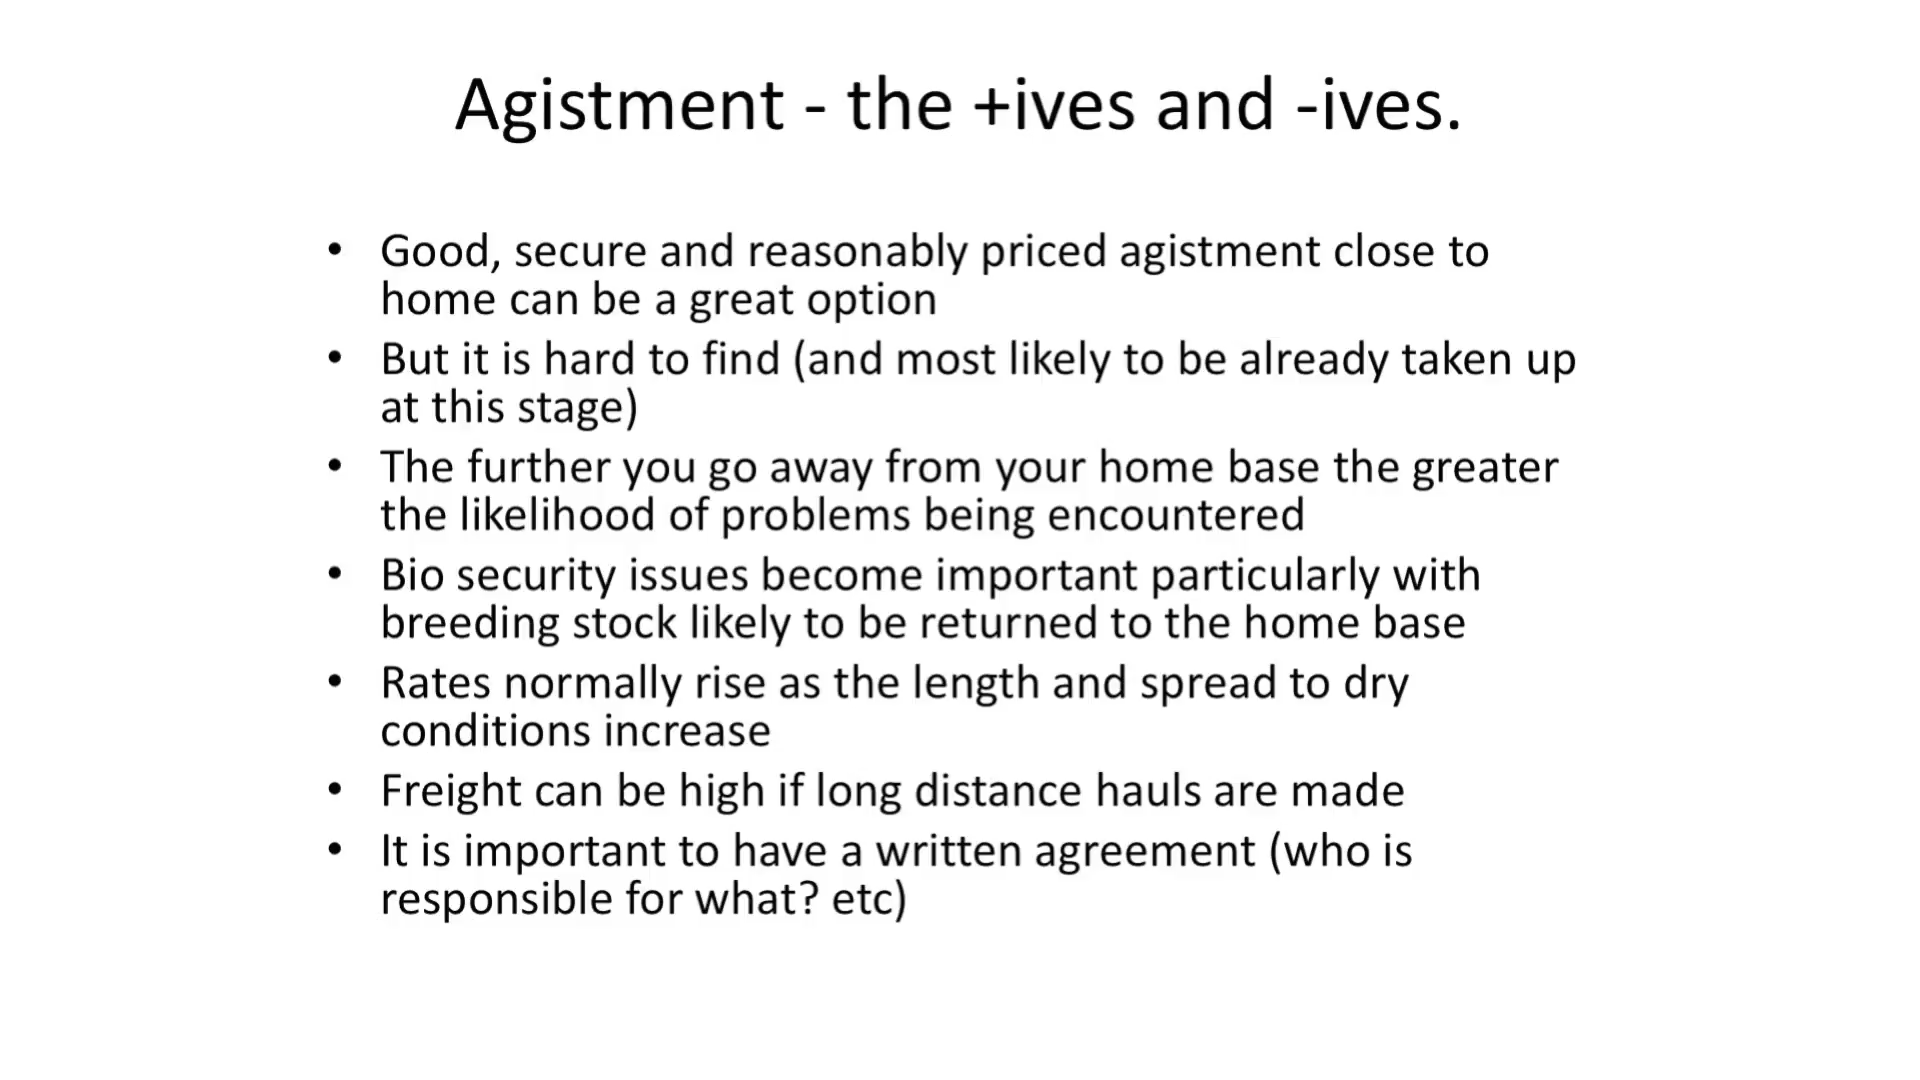 Agistment - the +ives and -ives.
• Good, secure and reasonably priced agistment close to
home can be a great option
• But it is hard to find (and most likely to be already taken up
at this stage)
• The further you go away from your home base the greater
the likelihood of problems being encountered
• Bio security issues become important particularly with
breeding stock likely to be returned to the home base
• Rates normally rise as the length and spread to dry
conditions increase
• Freight can be high if long distance hauls are made
• It is important to have a written agreement (who is
responsible for what? etc)